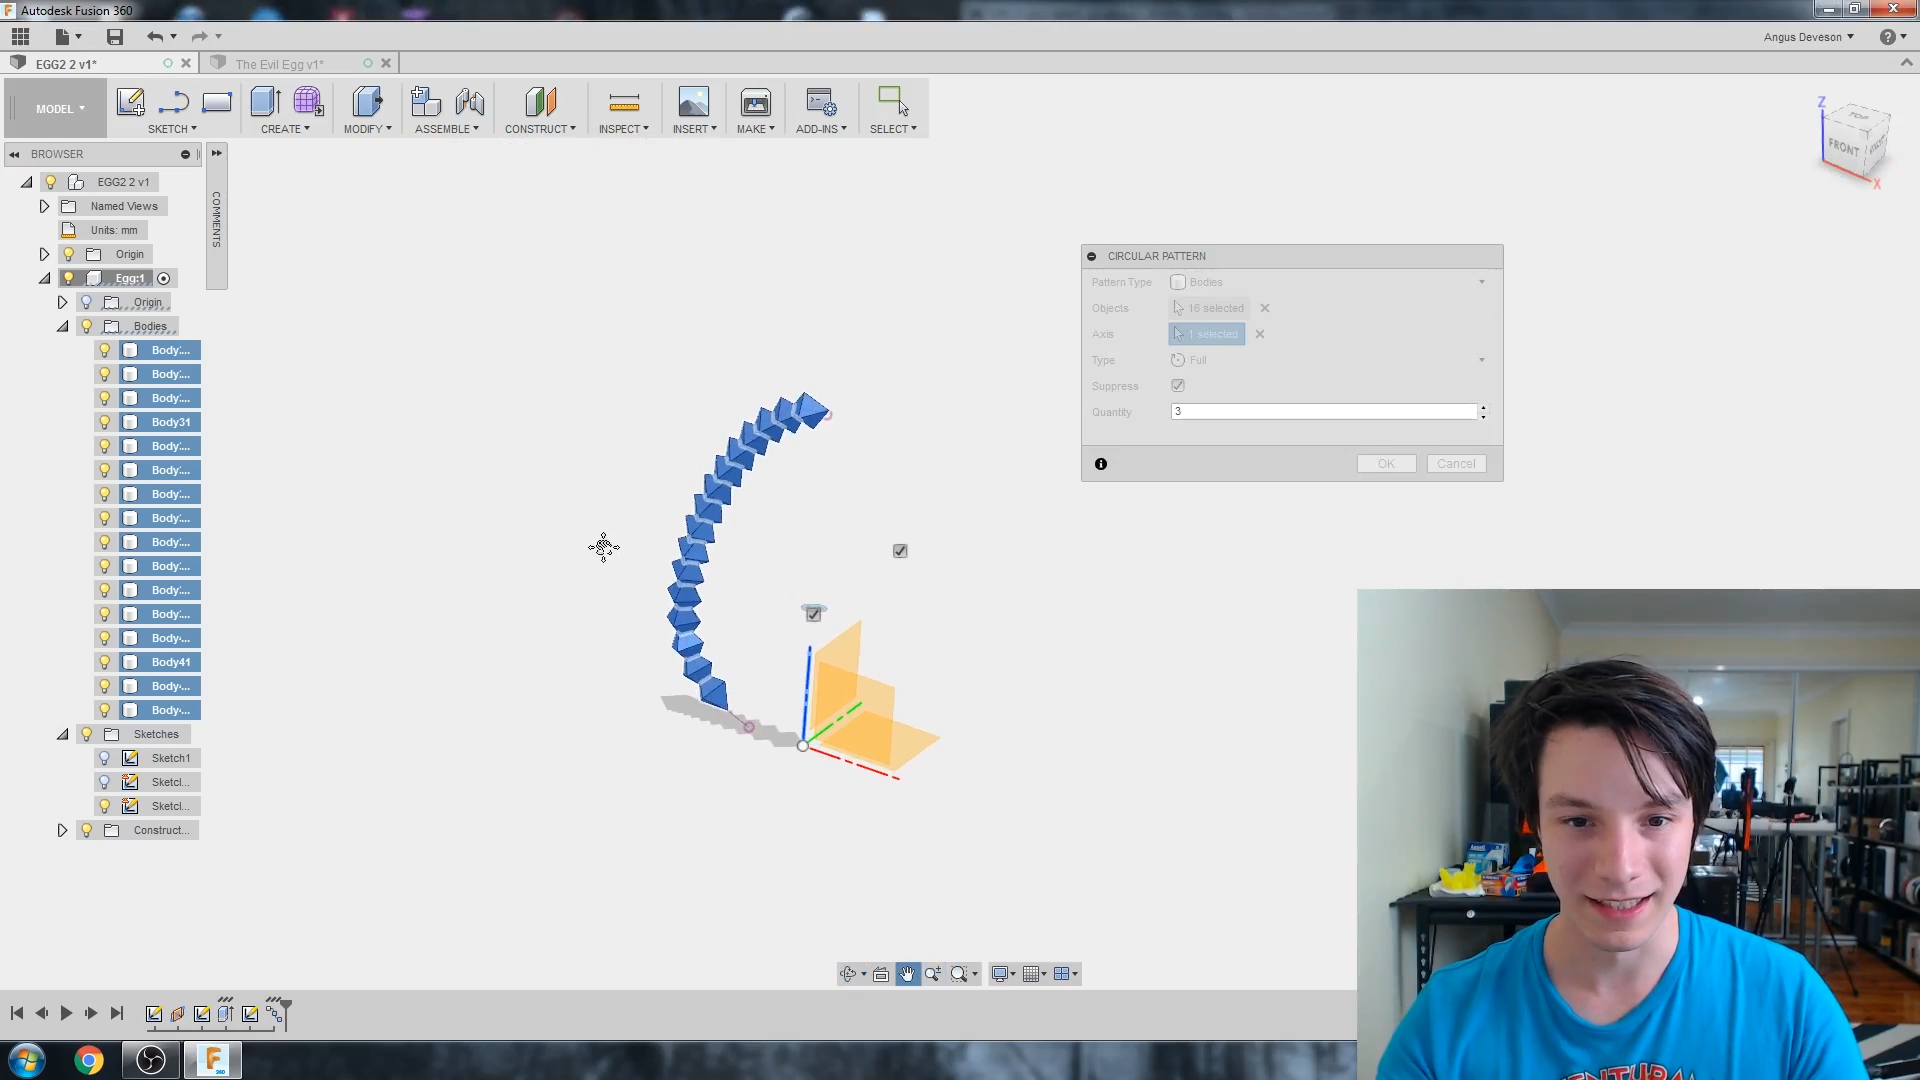 Autodesk Fusion 360
Angus Deveson
EGG2 2 v1*
The Evil Egg v1*
MODEL
SKETCH
CREATE
MODIFY
ASSEMBLE
CONSTRUCT
INSPECT
INSERT
MAKE
ADD-INS
SELECT
BROWSER
COMMENTS
EGG2 2 v1
Named Views
Units: mm
Origin
Egg:1
Origin
Bodies
Body:...
Body:...
Body:...
Body31
Body:...
Body:...
Body:...
Body:...
Body:...
Body:...
Body:...
Body:...
Body·...
Body41
Body·...
Body·...
Sketches
Sketch1
Sketcl...
Sketcl...
Construct...
Z
TOP
FRONT
X
CIRCULAR PATTERN
Pattern Type Bodies
Objects 16 selected
Axis 1 selected
Type Full
Suppress
Quantity 3
OK Cancel
360